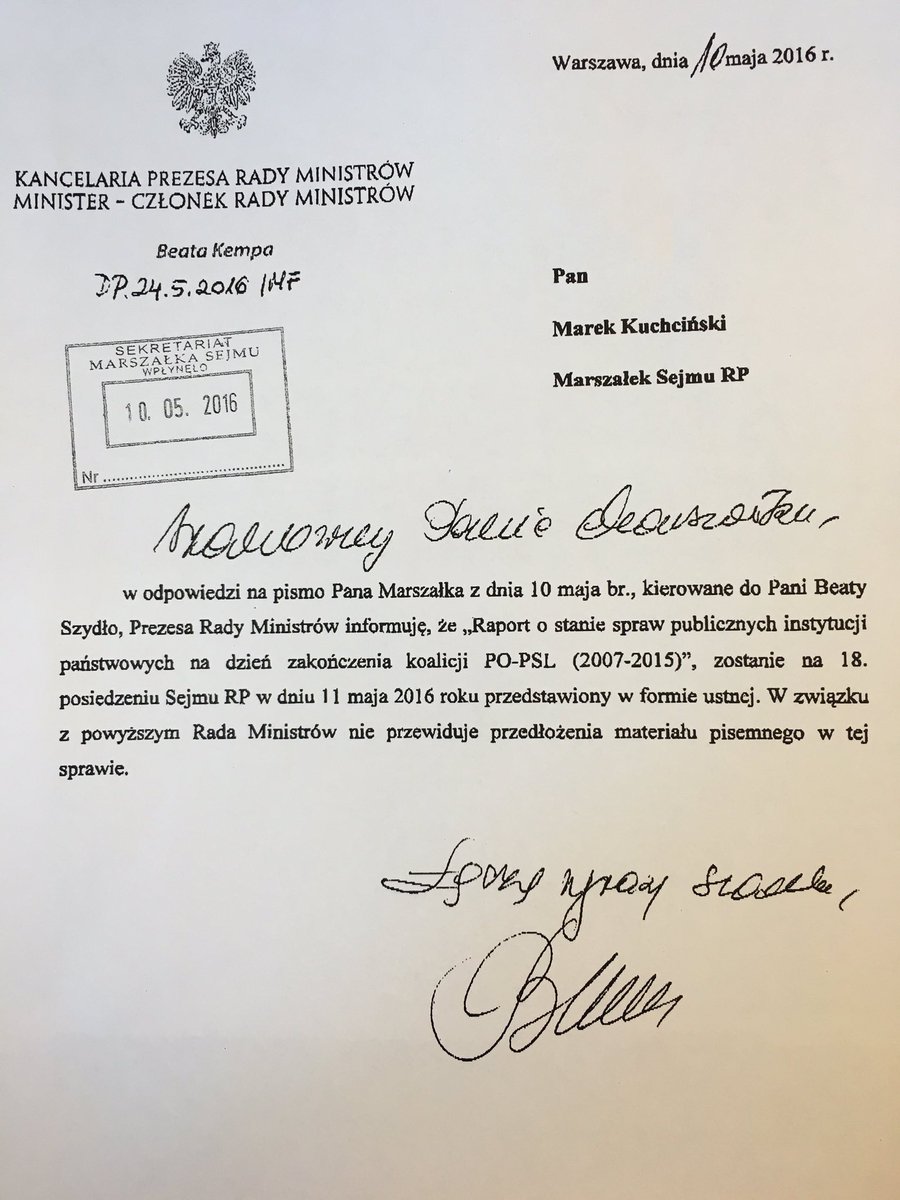 Warszawa, dnia 10 maja 2016 r.
KANCELARIA PREZESA RADY MINISTRÓW
MINISTER – CZŁONEK RADY MINISTRÓW
Beata Kempa
DP.24.5.2016/MF
Pan
Marek Kuchciński
Marszałek Sejmu RP
SEKRETARIAT
MARSZAŁKA SEJMU
WPŁYNĘŁO
10. 05. 2016
Nr
Szanowny Panie Marszałku,
w odpowiedzi na pismo Pana Marszałka z dnia 10 maja br., kierowane do Pani Beaty
Szydło, Prezesa Rady Ministrów informuję, że „Raport o stanie spraw publicznych instytucji
państwowych na dzień zakończenia koalicji PO-PSL (2007-2015)”, zostanie na 18.
posiedzeniu Sejmu RP w dniu 11 maja 2016 roku przedstawiony w formie ustnej. W związku
z powyższym Rada Ministrów nie przewiduje przedłożenia materiału pisemnego w tej
sprawie.
Łączę wyrazy szacunku,